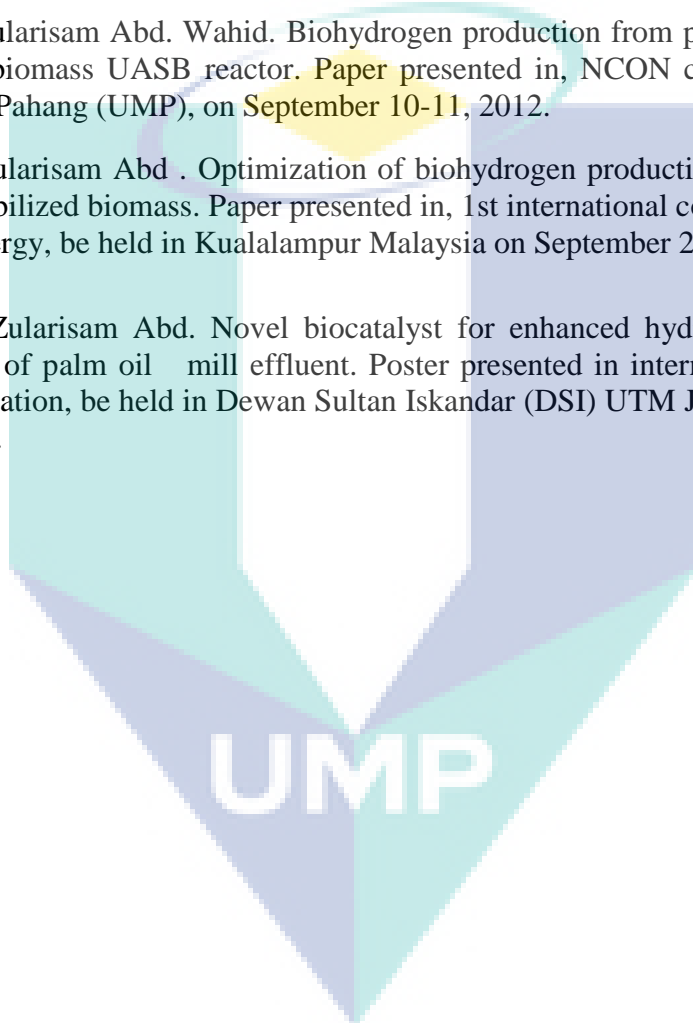 ularisam Abd. Wahid. Biohydrogen production from p
biomass UASB reactor. Paper presented in, NCON c
Pahang (UMP), on September 10-11, 2012.
ularisam Abd . Optimization of biohydrogen producti
bilized biomass. Paper presented in, 1st international co
rgy, be held in Kualalampur Malaysia on September 2
Zularisam Abd. Novel biocatalyst for enhanced hyd
of palm oil mill effluent. Poster presented in intern
ation, be held in Dewan Sultan Iskandar (DSI) UTM J
.
UMP